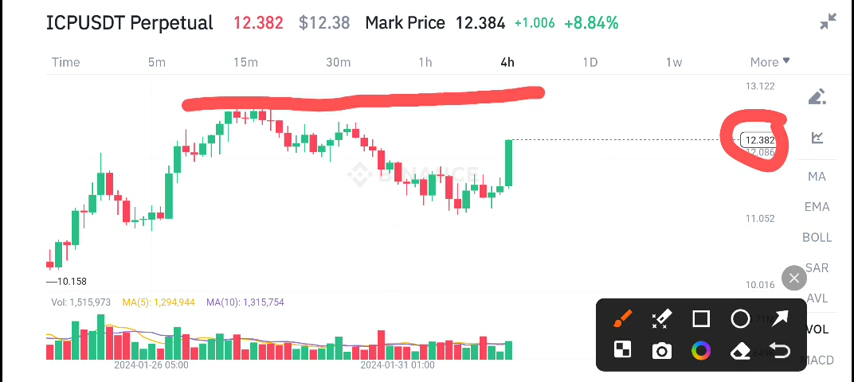 ICPUSDT Perpetual 12.382 $12.38 Mark Price 12.384 +1.006 +8.84%
Time 5m 15m 30m 1h 4h 1D 1w More
13.122
12.382
12.086
BINANCE
MA
11.052
EMA
BOLL
SAR
10.158
10.016
AVL
Vol: 1,515,973 MA(5): 1,294,944 MA(10): 1,315,754
VOL
MACD
2024-01-26 05:00 2024-01-31 01:00